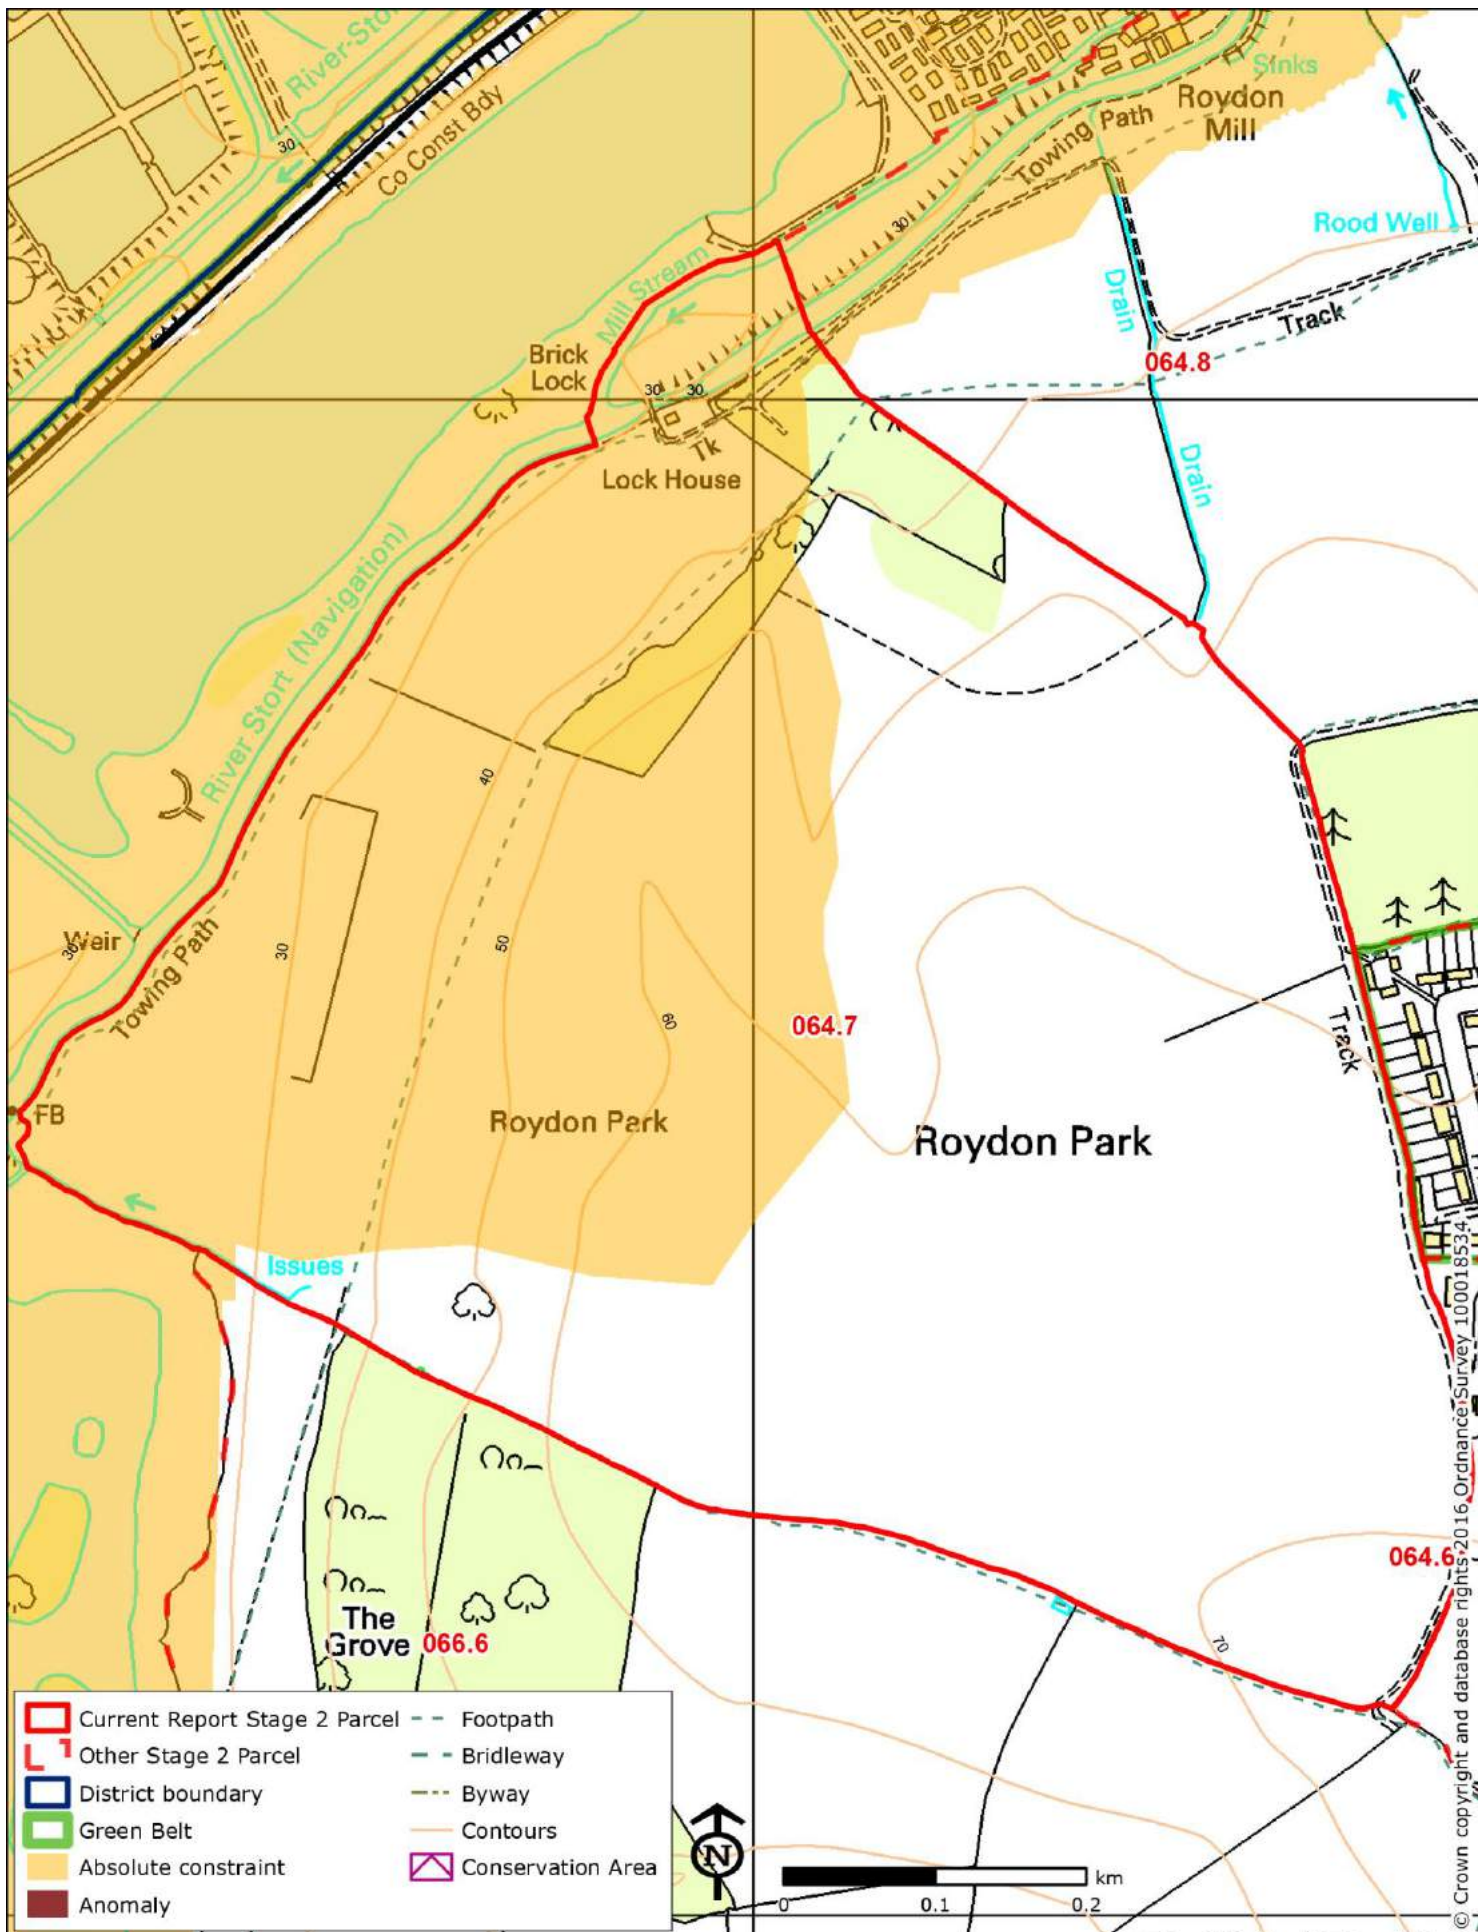 River Stor
Sinks
Co Const Bdy
30
Roydon
Mill
Towing Path
Rood Well
30
Mill Stream
Drain
Track
064.8
Brick
Lock
30
30
Tk
Lock House
Drain
River Stort (Navigation)
40
Weir
30
Towing Path
30
50
60
064.7
Track
FB
Roydon Park
Roydon Park
Issues
064.6
The
Grove
066.6
70
Current Report Stage 2 Parcel
Other Stage 2 Parcel
District boundary
Green Belt
Absolute constraint
Anomaly
Footpath
Bridleway
Byway
Contours
Conservation Area
N
km
0
0.1
0.2
© Crown copyright and database rights 2016 Ordnance Survey 100018534